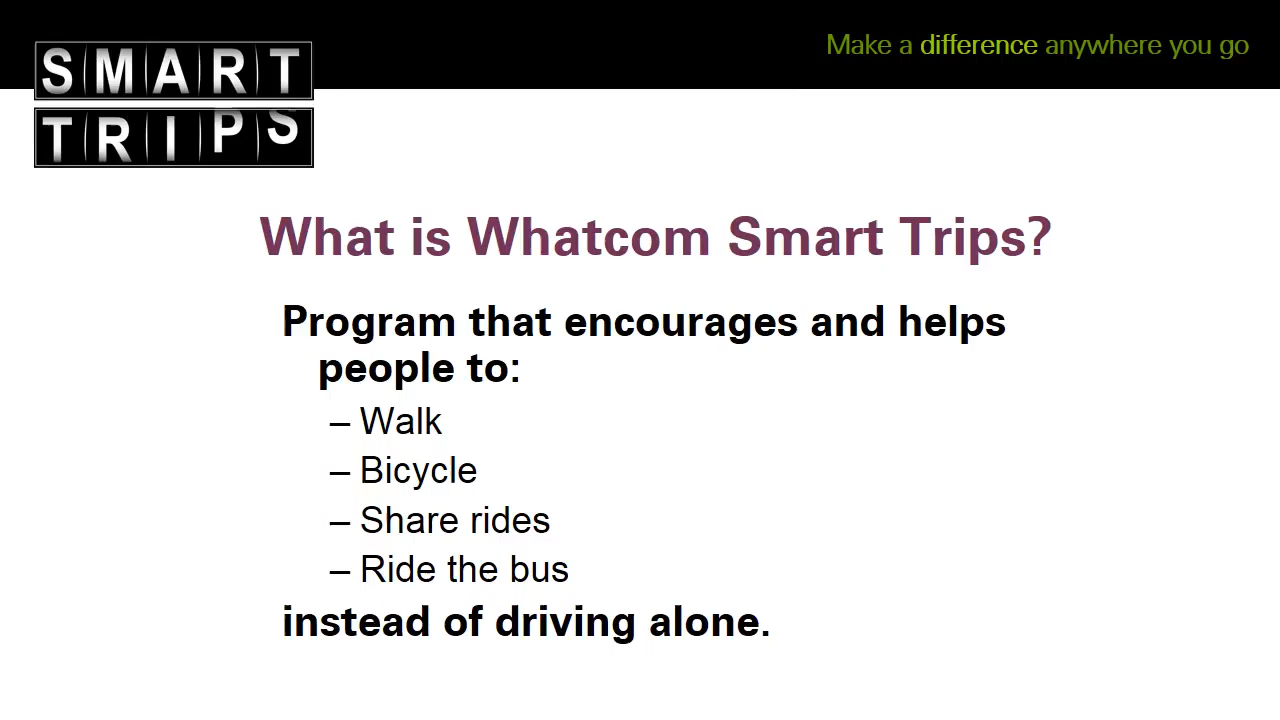 SMART
TRIPS
Make a difference anywhere you go
What is Whatcom Smart Trips?
Program that encourages and helps
people to:
– Walk
– Bicycle
– Share rides
– Ride the bus
instead of driving alone.